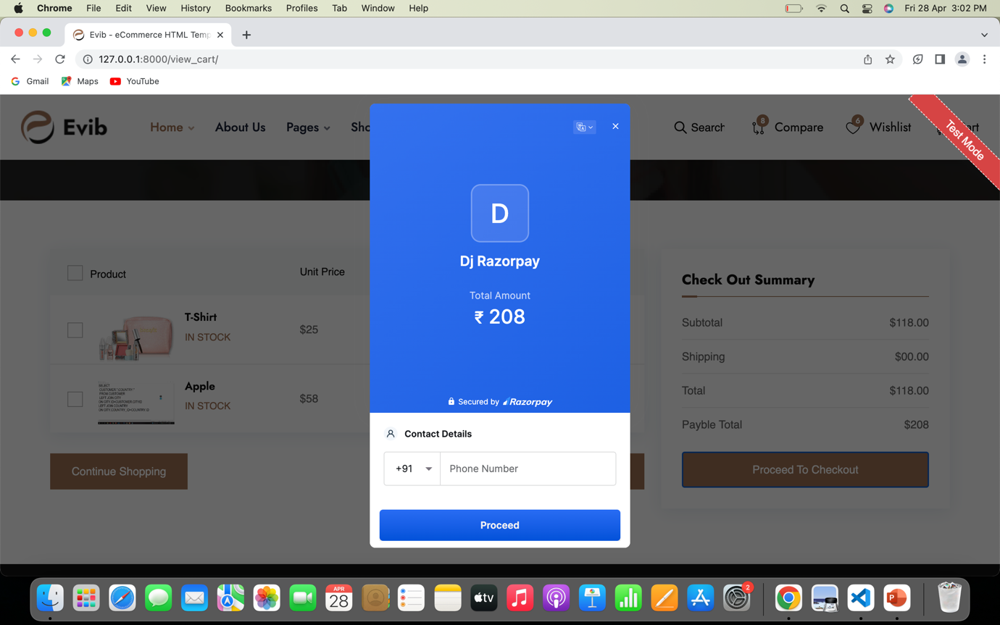 Chrome File Edit View History Bookmarks Profiles Tab Window Help Fri 28 Apr 3:02 PM
Evib - eCommerce HTML Temp
127.0.0.1:8000/view_cart/
Gmail Maps YouTube
Evib Home About Us Pages Sho Search 8 Compare 6 Wishlist art
Test Mode
D
Dj Razorpay
Total Amount
₹ 208
Secured by Razorpay
Contact Details
+91 Phone Number
Proceed
Product Unit Price
T-Shirt
IN STOCK
$25
Apple
IN STOCK
$58
Continue Shopping
Check Out Summary
Subtotal $118.00
Shipping $00.00
Total $118.00
Payble Total $208
Proceed To Checkout
APR
28
tv
2
P